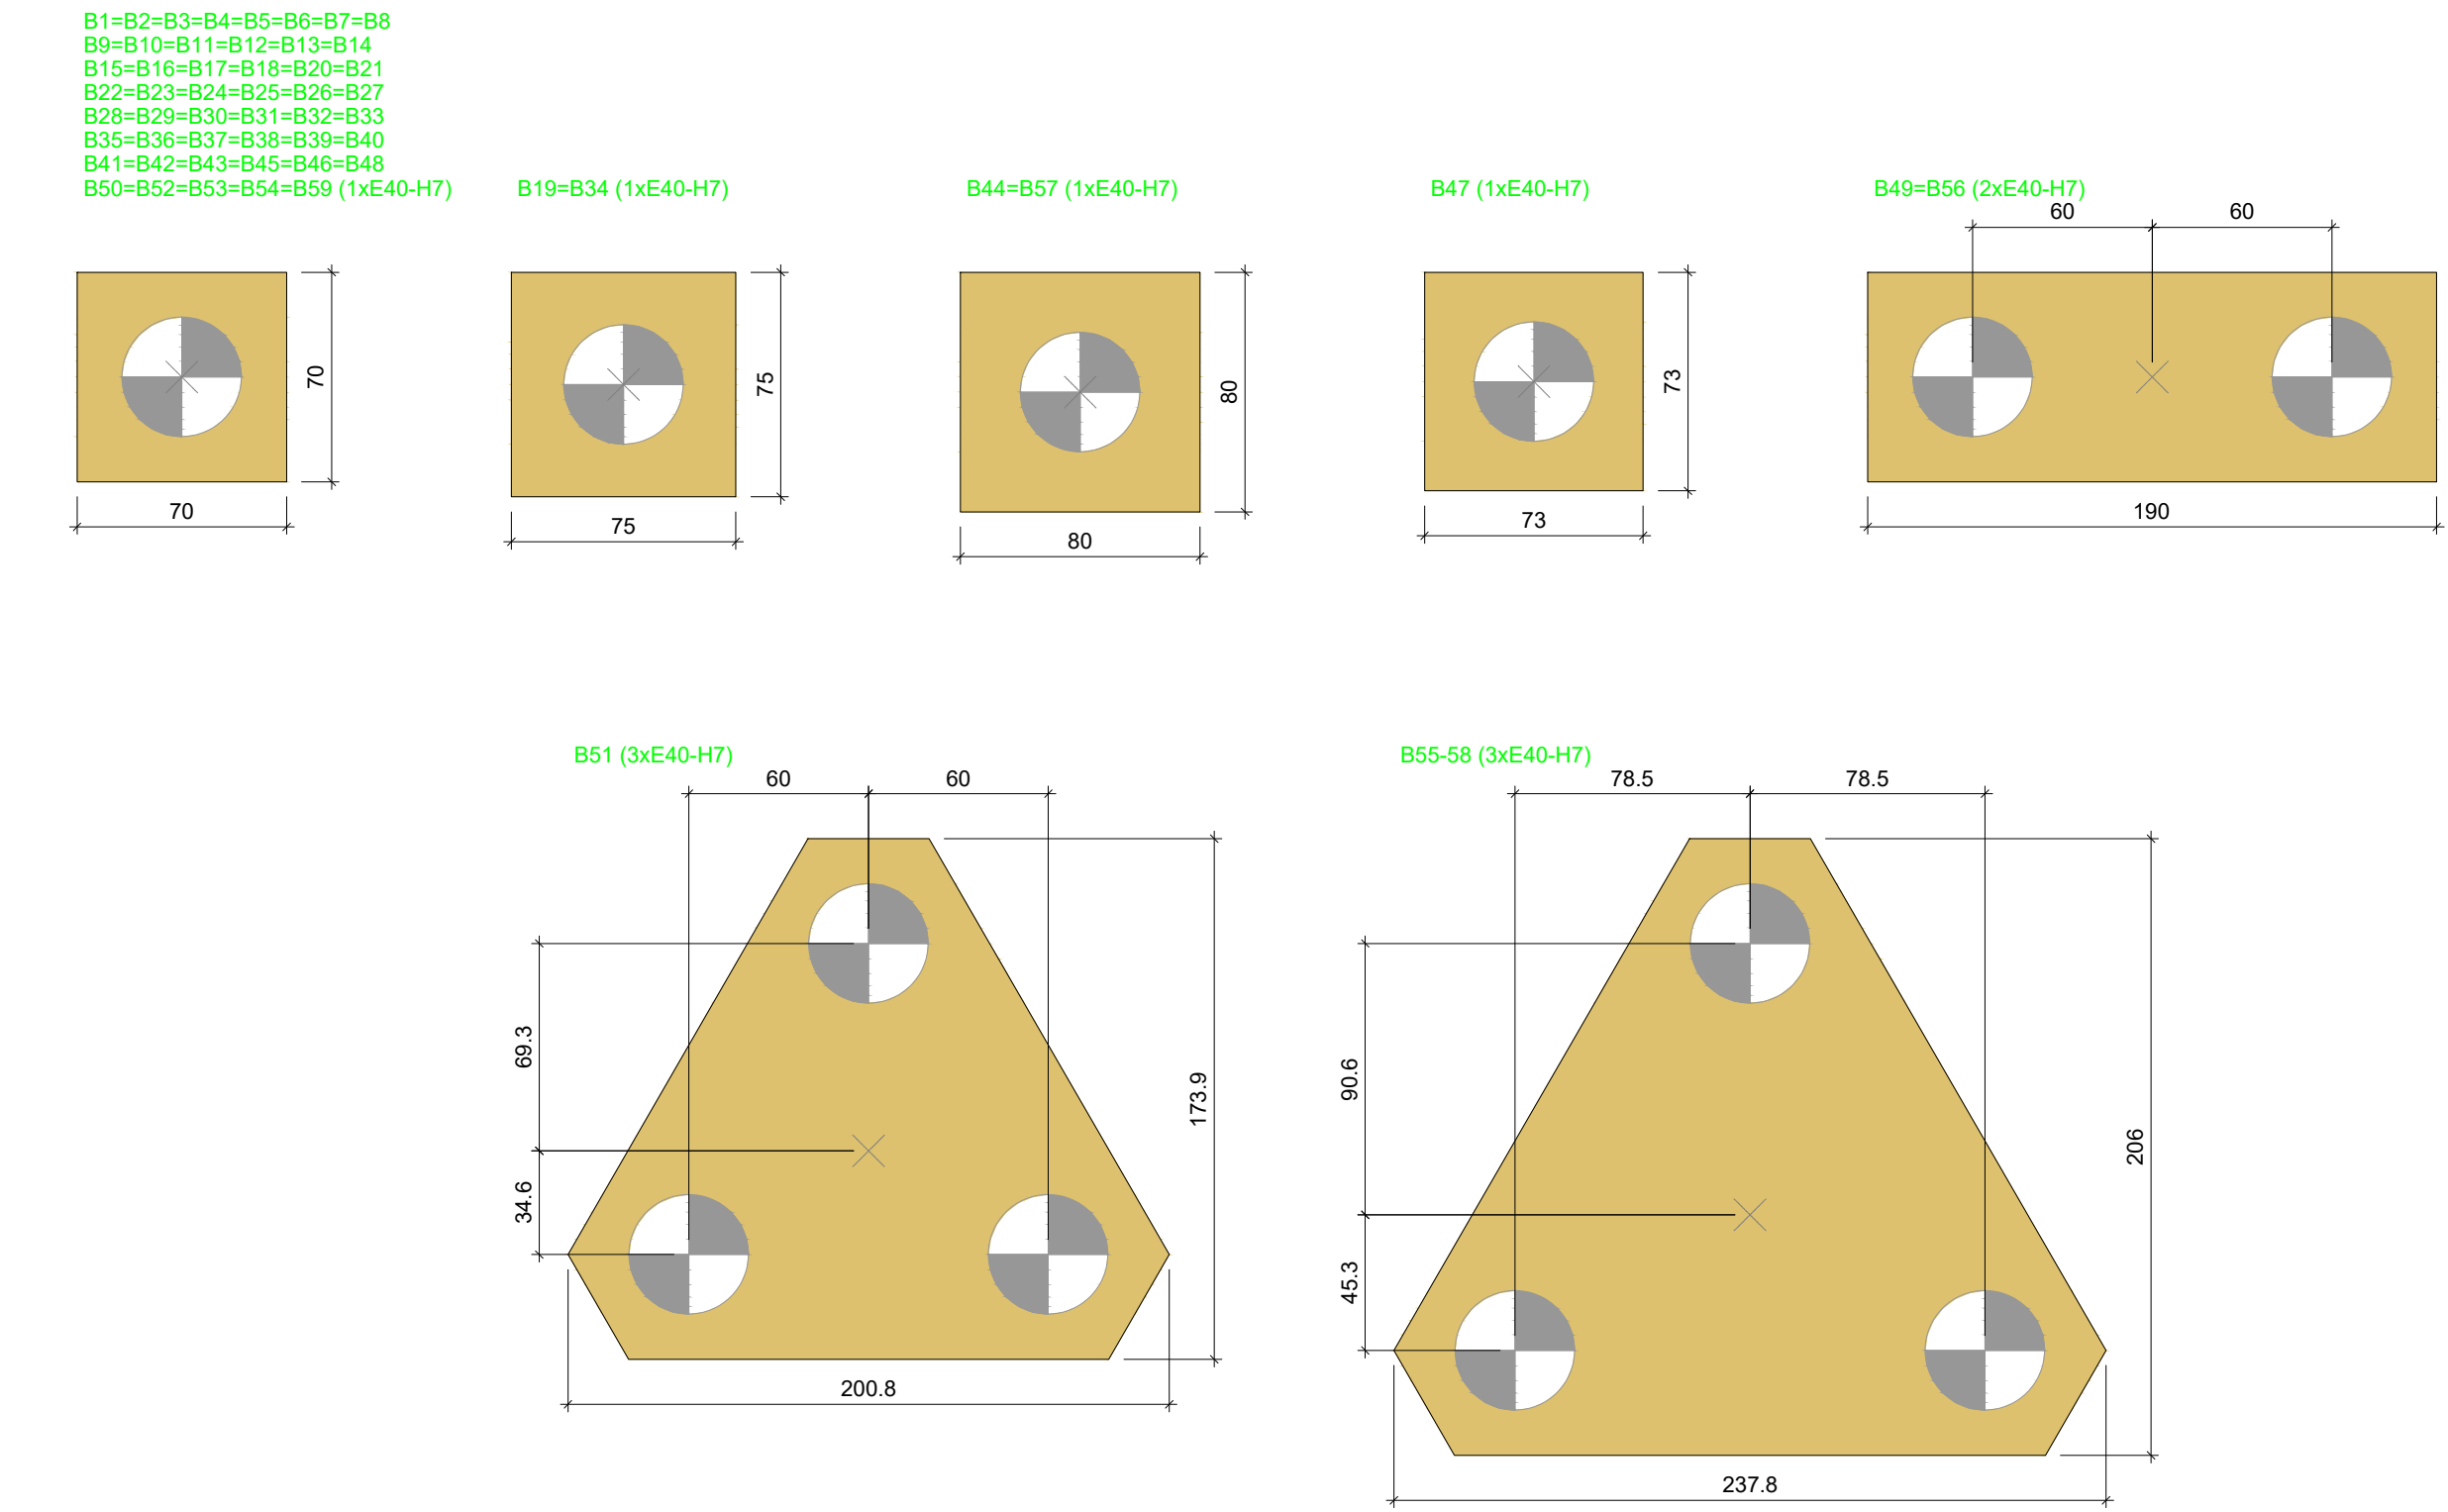 B1=B2=B3=B4=B5=B6=B7=B8
B9=B10=B11=B12=B13=B14
B15=B16=B17=B18=B20=B21
B22=B23=B24=B25=B26=B27
B28=B29=B30=B31=B32=B33
B35=B36=B37=B38=B39=B40
B41=B42=B43=B45=B46=B48
B50=B52=B53=B54=B59 (1xE40-H7)
70
70
B19=B34 (1xE40-H7)
75
75
B44=B57 (1xE40-H7)
80
80
B47 (1xE40-H7)
73
73
B49=B56 (2xE40-H7)
60
60
190
B51 (3xE40-H7)
60
60
69.3
34.6
173.9
200.8
B55-58 (3xE40-H7)
78.5
78.5
90.6
45.3
206
237.8